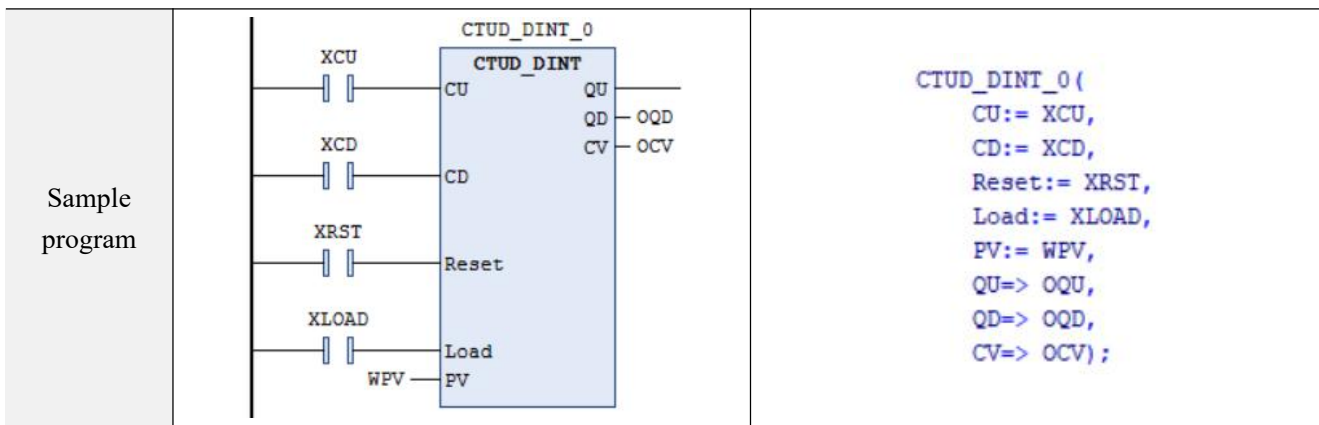 Sample
program
CTUD_DINT_0
CTUD_DINT
XCU
CU
QU
QD
OQD
XCD
CV
OCV
CD
XRST
Reset
XLOAD
Load
WPV
PV
CTUD_DINT_0(
CU:= XCU,
CD:= XCD,
Reset:= XRST,
Load:= XLOAD,
PV:= WPV,
QU=> OQU,
QD=> OQD,
CV=> OCV);